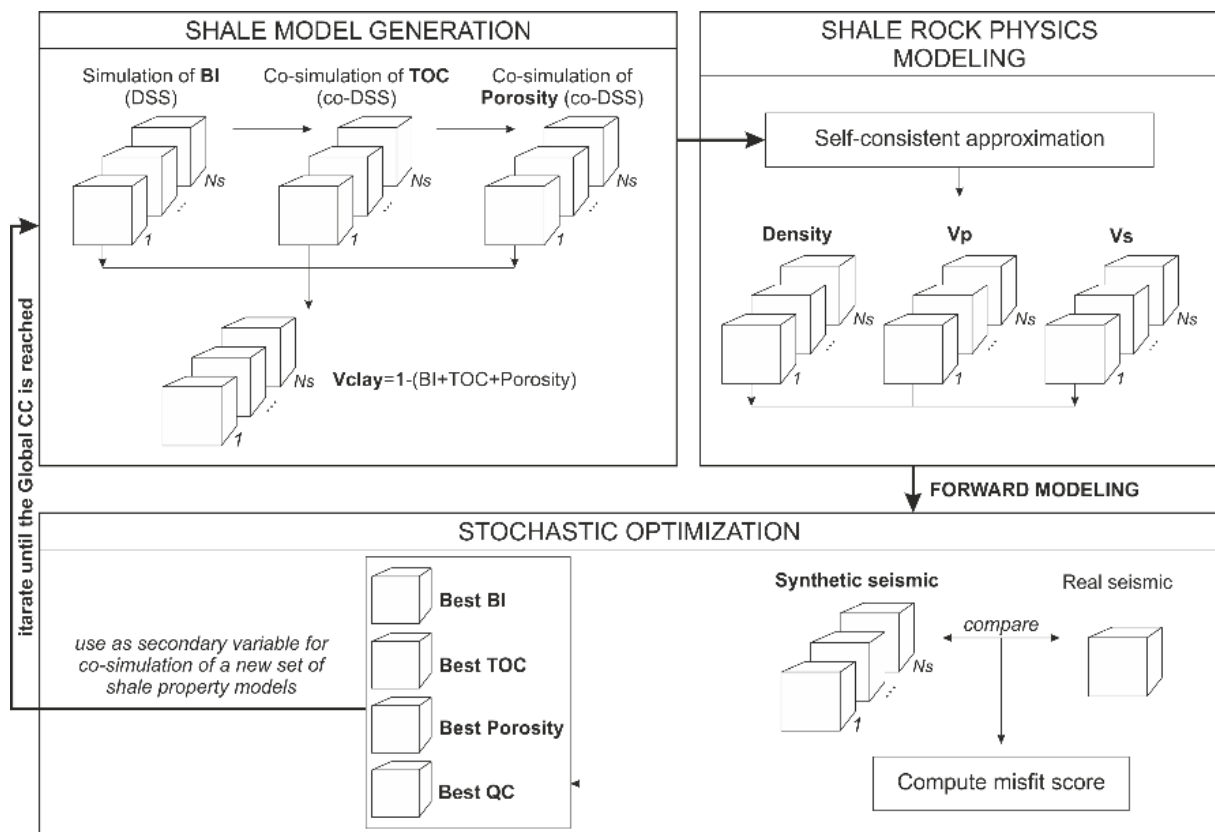 SHALE MODEL GENERATION
Simulation of BI
(DSS)
Co-simulation of TOC
(co-DSS)
Co-simulation of
Porosity (co-DSS)
Ns
...
1
Ns
...
1
Ns
...
1
Ns
...
1
Vclay=1-(BI+TOC+Porosity)
SHALE ROCK PHYSICS
MODELING
Self-consistent approximation
Density
Vp
Vs
Ns
...
1
Ns
...
1
Ns
...
1
FORWARD MODELING
itarate until the Global CC is reached
STOCHASTIC OPTIMIZATION
Best BI
Best TOC
Best Porosity
Best QC
use as secondary variable for
co-simulation of a new set of
shale property models
Synthetic seismic
Real seismic
compare
Ns
...
1
Compute misfit score